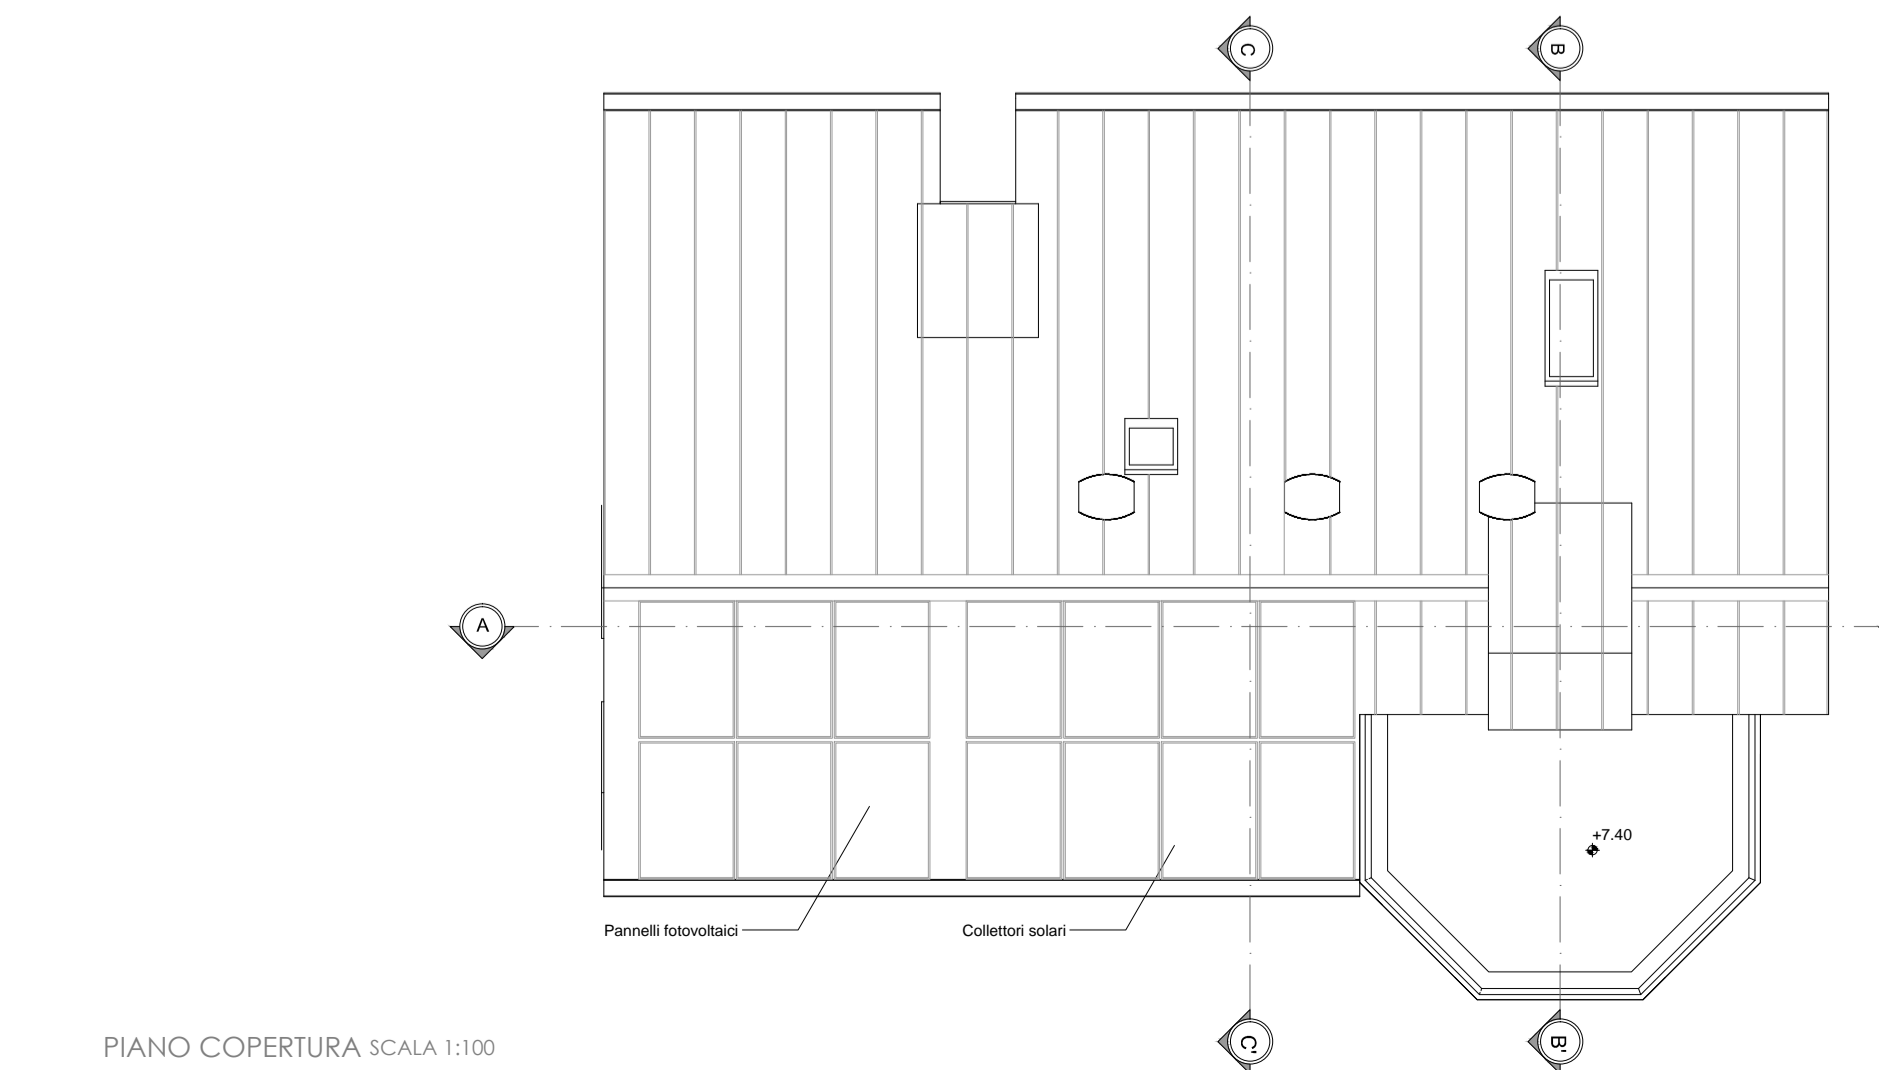 C
B
A
+7.40
Pannelli fotovoltaici
Collettori solari
C'
B'
PIANO COPERTURA SCALA 1:100